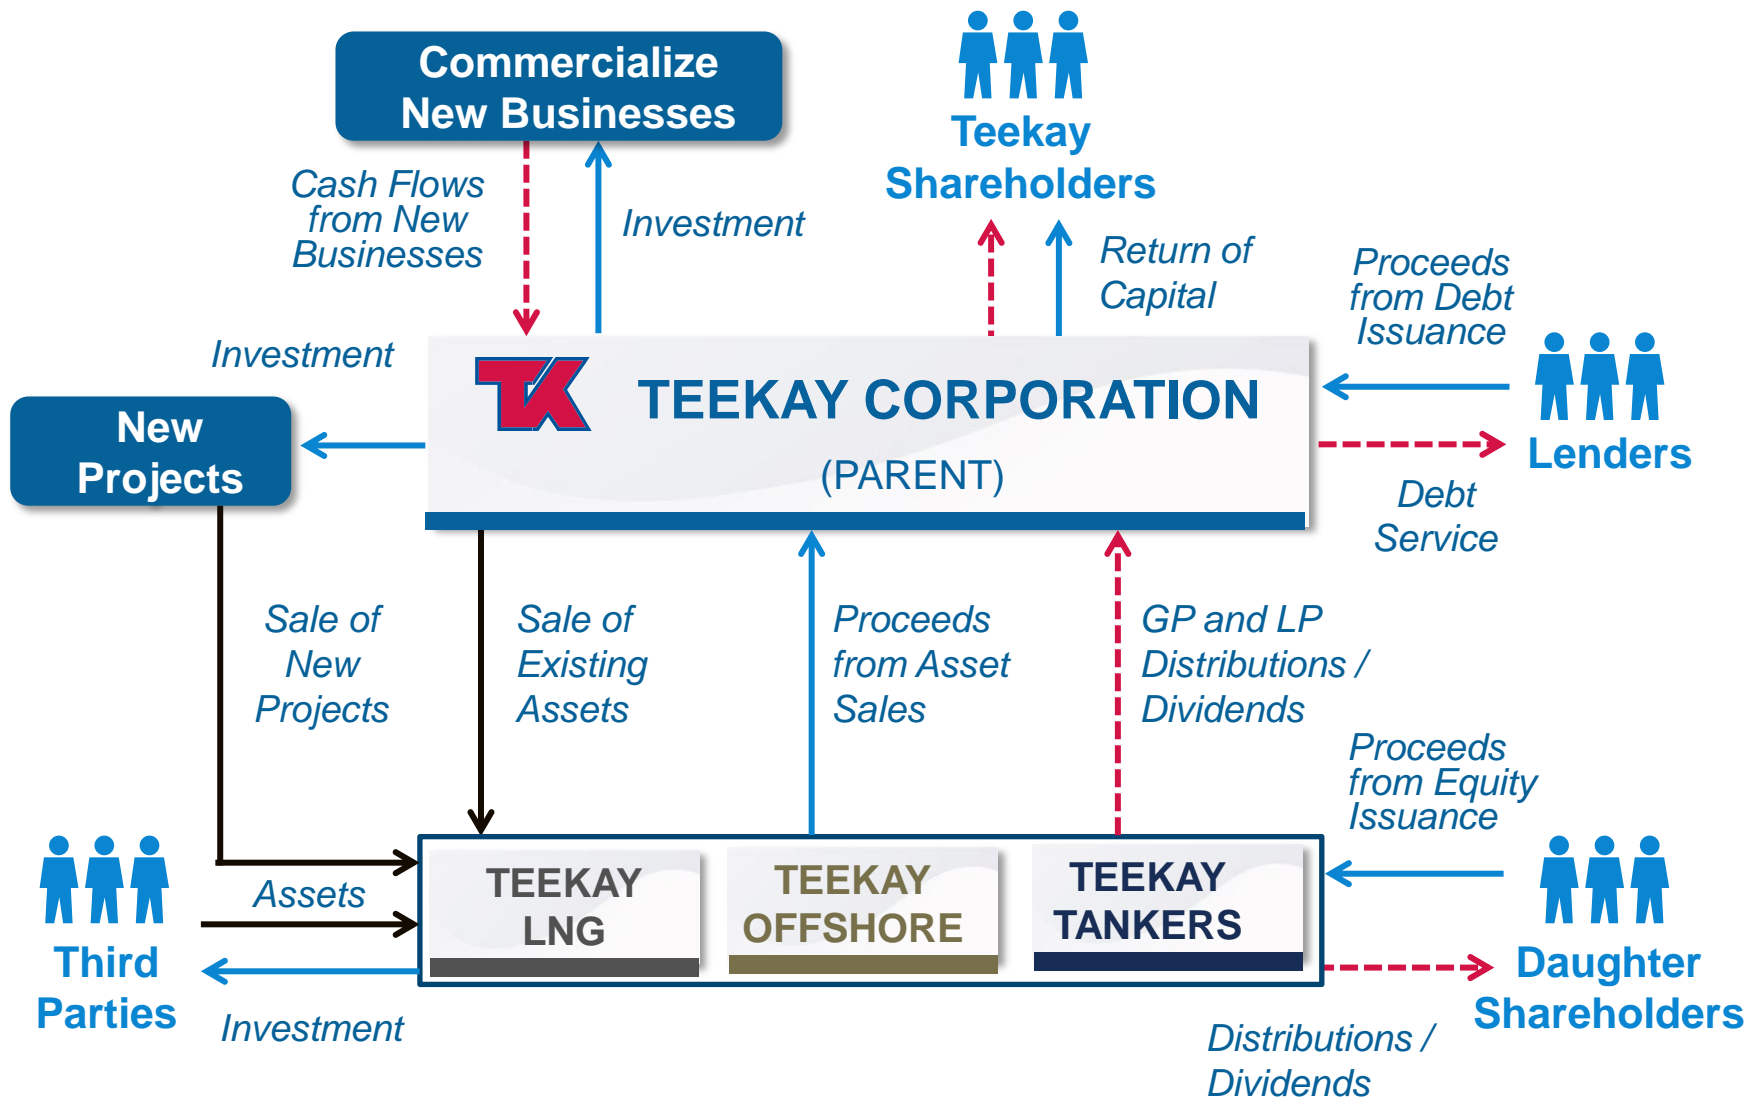 Commercialize
New Businesses
Teekay
Shareholders
Cash Flows
from New
Businesses
Investment
Return of
Capital
Proceeds
from Debt
Issuance
Investment
New
Projects
TK
TEEKAY CORPORATION
(PARENT)
Lenders
Debt
Service
Sale of
New
Projects
Sale of
Existing
Assets
Proceeds
from Asset
Sales
GP and LP
Distributions /
Dividends
Proceeds
from Equity
Issuance
Assets
TEEKAY
LNG
TEEKAY
OFFSHORE
TEEKAY
TANKERS
Third
Parties
Daughter
Shareholders
Investment
Distributions /
Dividends